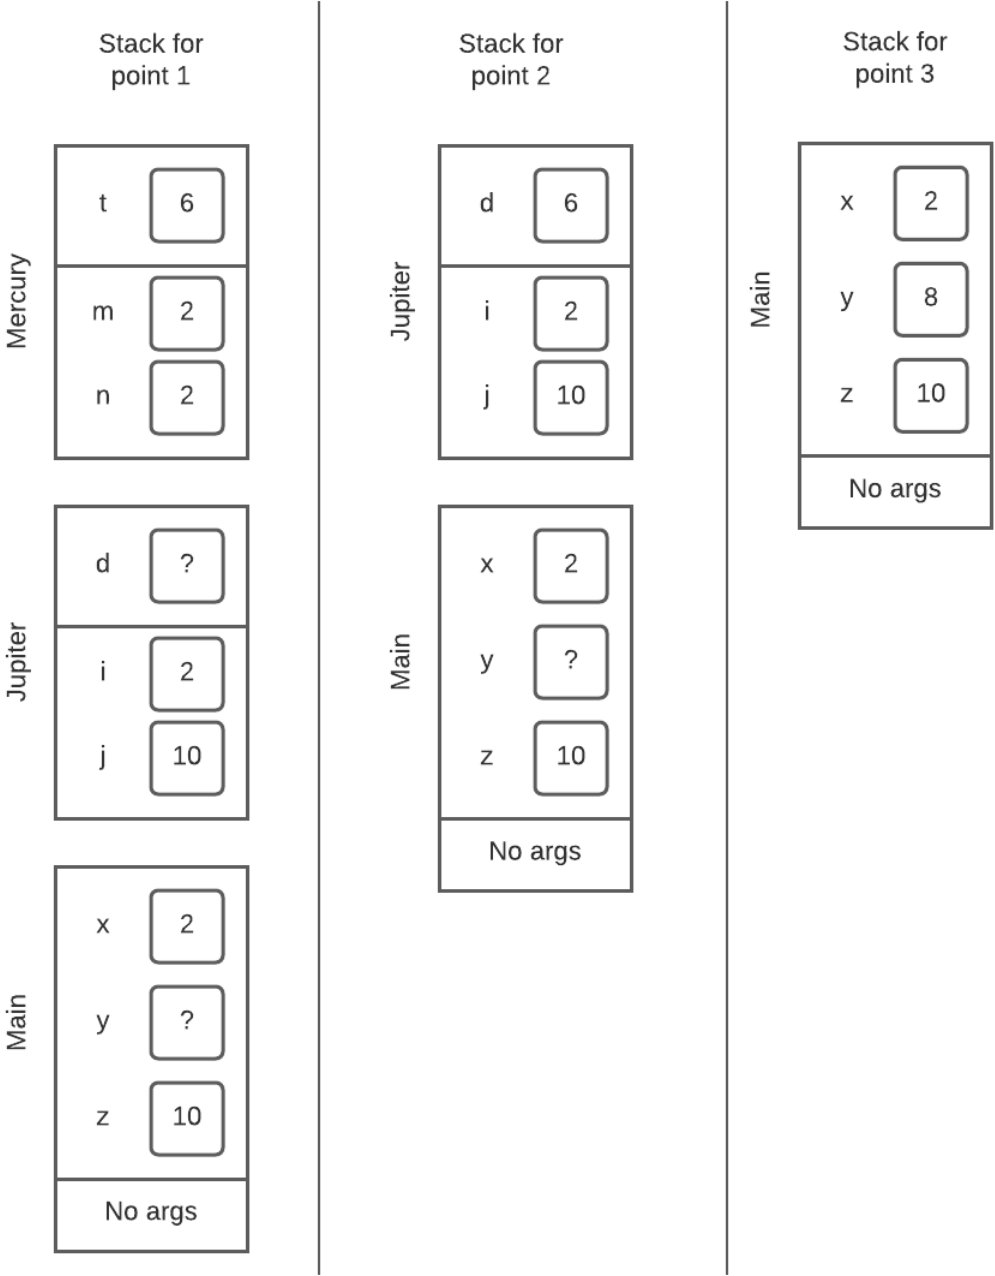 Stack for
point 1
Mercury
t 6
m 2
n 2
Jupiter
d ?
i 2
j 10
Main
x 2
y ?
z 10
No args
Stack for
point 2
Jupiter
d 6
i 2
j 10
Main
x 2
y ?
z 10
No args
Stack for
point 3
Main
x 2
y 8
z 10
No args